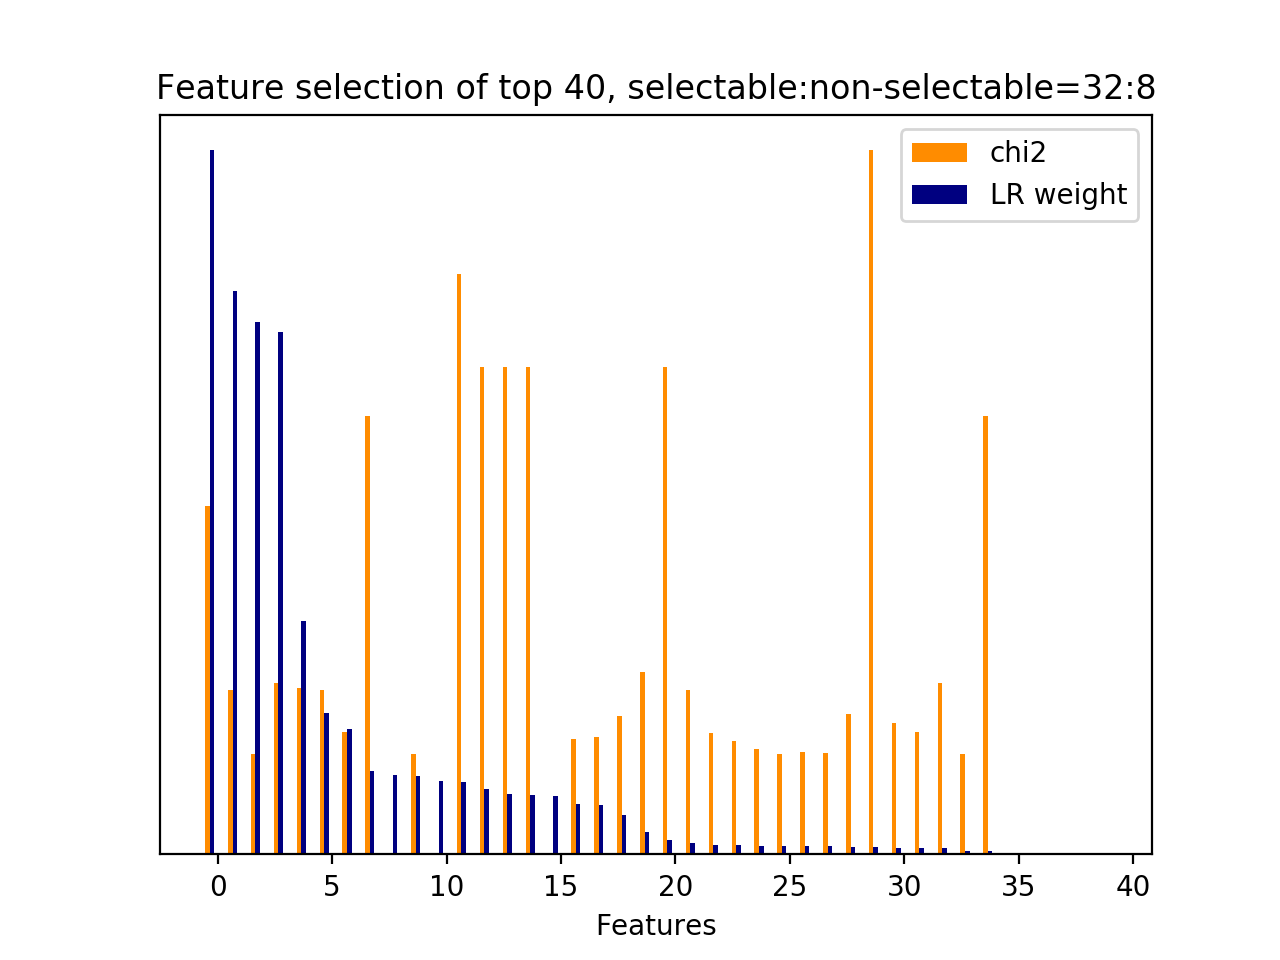 Feature selection of top 40, selectable:non-selectable=32:8
chi2
LR weight
0 5 10 15 20 25 30 35 40
Features